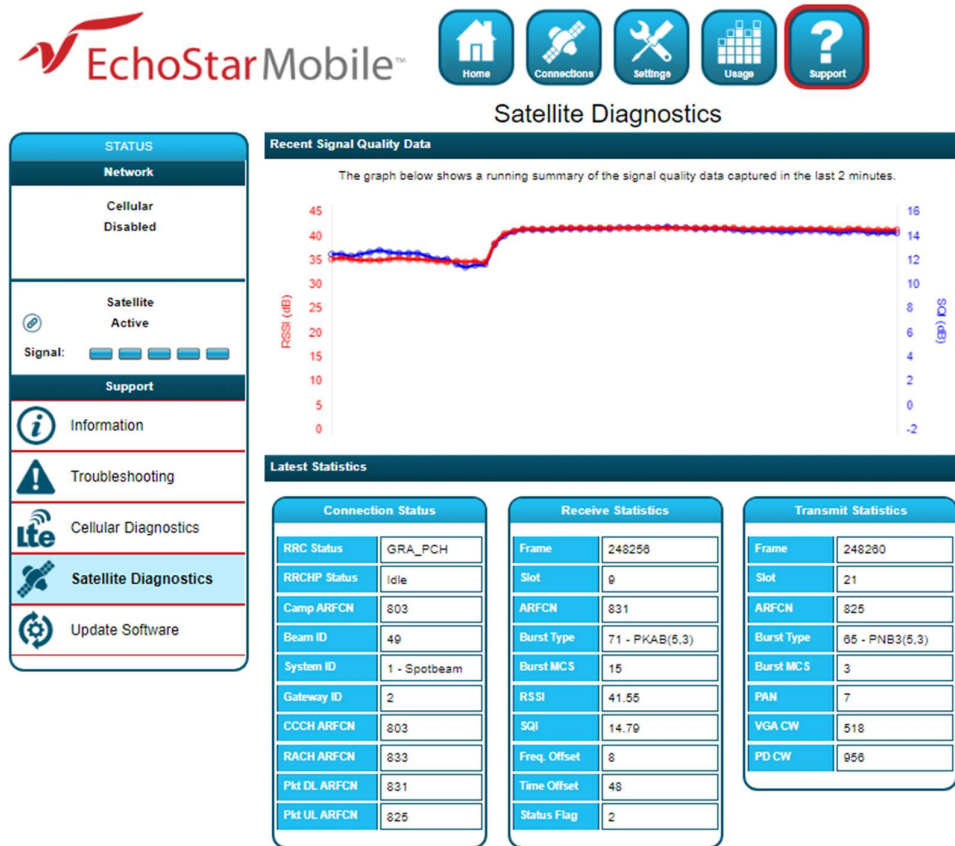 EchoStar Mobile™
Home
Connections
Settings
Usage
Support
Satellite Diagnostics
STATUS
Network
Cellular
Disabled
Satellite
Active
Signal:
Support
Information
Troubleshooting
Lte
Cellular Diagnostics
Satellite Diagnostics
Update Software
Recent Signal Quality Data
The graph below shows a running summary of the signal quality data captured in the last 2 minutes.
RSSI (dB)
45
40
35
30
25
20
15
10
5
0
16
14
12
10
8
6
4
2
0
-2
SQI (dB)
Latest Statistics
Connection Status
RRC Status GRA_PCH
RRCHP Status Idle
Camp ARFCN 803
Beam ID 49
System ID 1 - Spotbeam
Gateway ID 2
CCCH ARFCN 803
RACH ARFCN 833
Pkt DL ARFCN 831
Pkt UL ARFCN 825
Receive Statistics
Frame 248256
Slot 9
ARFCN 831
Burst Type 71 - PKAB(5,3)
Burst MCS 15
RSSI 41.55
SQI 14.79
Freq. Offset 8
Time Offset 48
Status Flag 2
Transmit Statistics
Frame 248260
Slot 21
ARFCN 825
Burst Type 65 - PNB3(5,3)
Burst MCS 3
PAN 7
VGA CW 518
PD CW 956